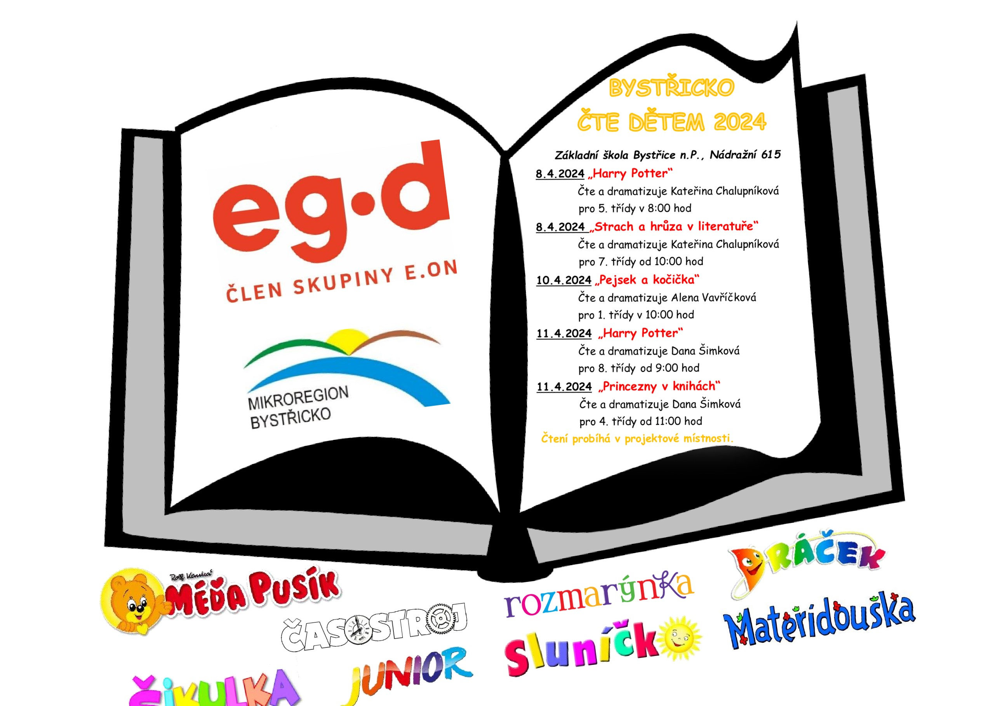 eg.d
ČLEN SKUPINY E.ON
MIKROREGION
BYSTŘICKO
BYSTŘICKO
ČTE DĚTEM 2024
Základní škola Bystřice n.P., Nádražní 615
8.4.2024 „Harry Potter“
Čte a dramatizuje Kateřina Chalupníková
pro 5. třídy v 8:00 hod
8.4.2024 „Strach a hrůza v literatuře“
Čte a dramatizuje Kateřina Chalupníková
pro 7. třídy od 10:00 hod
10.4.2024 „Pejsek a kočička“
Čte a dramatizuje Alena Vavříčková
pro 1. třídy v 10:00 hod
11.4.2024 „Harry Potter“
Čte a dramatizuje Dana Šimková
pro 8. třídy od 9:00 hod
11.4.2024 „Princezny v knihách“
Čte a dramatizuje Dana Šimková
pro 4. třídy od 11:00 hod
Čtení probíhá v projektové místnosti.
MÉĎA PUSÍK
ČASOSTROJ
JUNIOR
ŠIKULKA
rozmarýnka
Sluníčko
DRÁČEK
Mateřídouška